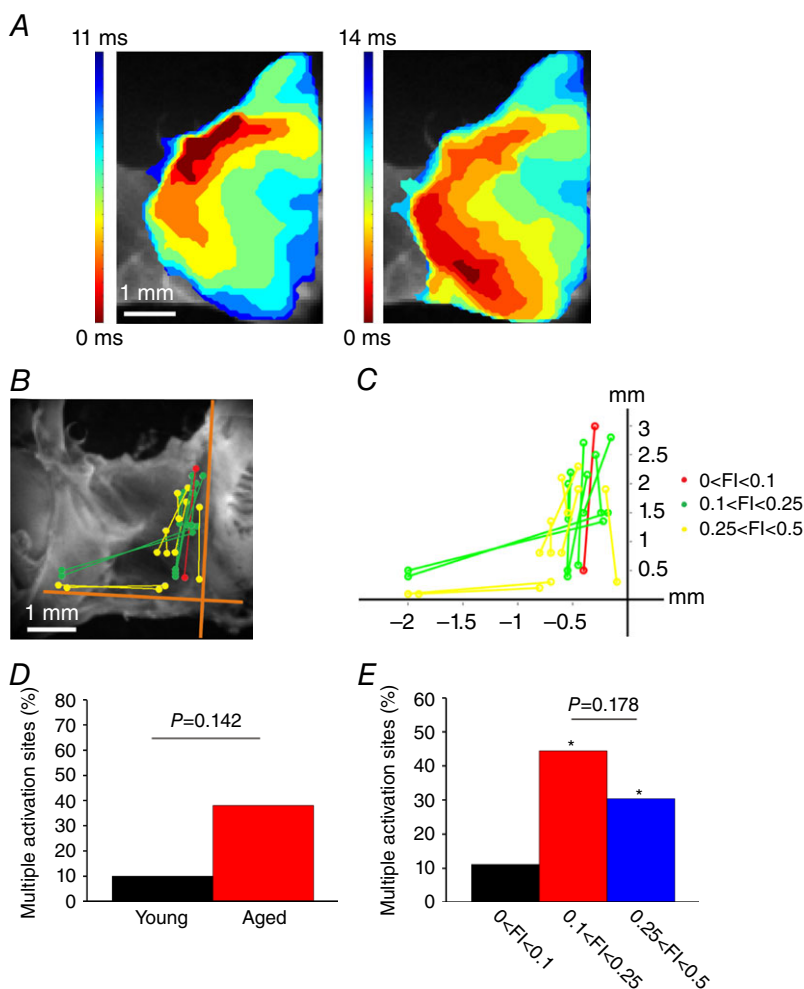 A
11 ms
14 ms
1 mm
0 ms
0 ms
B
1 mm
C
mm
3
2.5
2
1.5
1
0.5
mm
–2
–1.5
–1
–0.5
0<FI<0.1
0.1<FI<0.25
0.25<FI<0.5
D
Multiple activation sites (%)
80
70
60
50
40
30
20
10
0
P=0.142
Young
Aged
E
Multiple activation sites (%)
60
50
40
30
20
10
0
P=0.178
*
*
0<FI<0.1
0.1<FI<0.25
0.25<FI<0.5